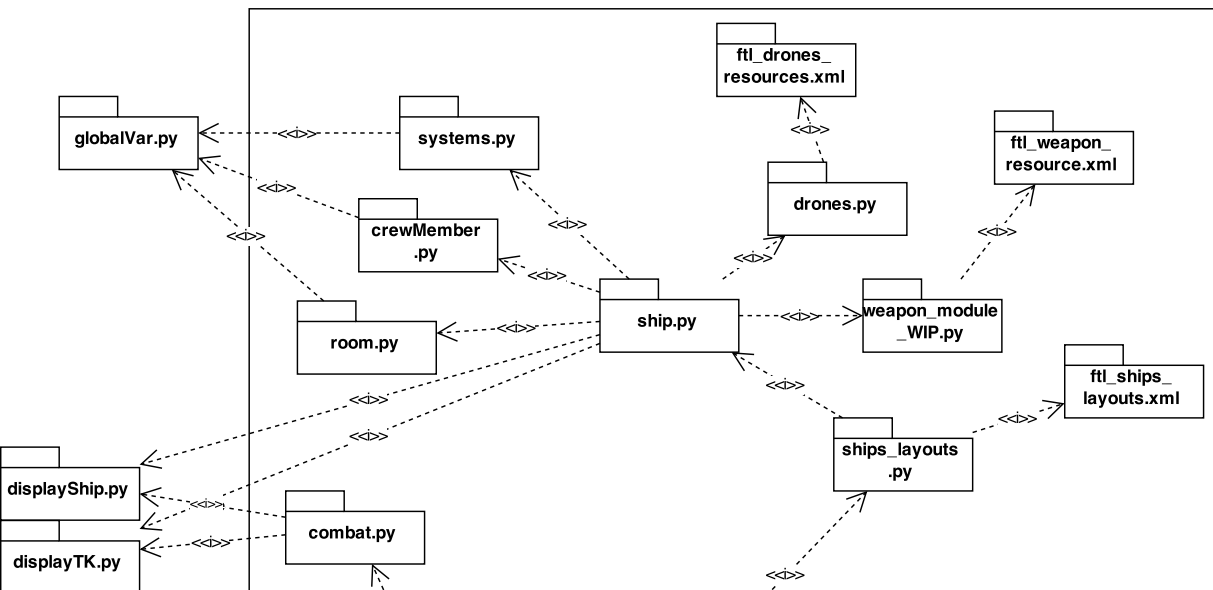 ftl_drones_
resources.xml
globalVar.py
systems.py
ftl_weapon_
resource.xml
drones.py
crewMember
.py
ship.py
weapon_module
_WIP.py
room.py
ftl_ships_
layouts.xml
ships_layouts
.py
displayShip.py
combat.py
displayTK.py